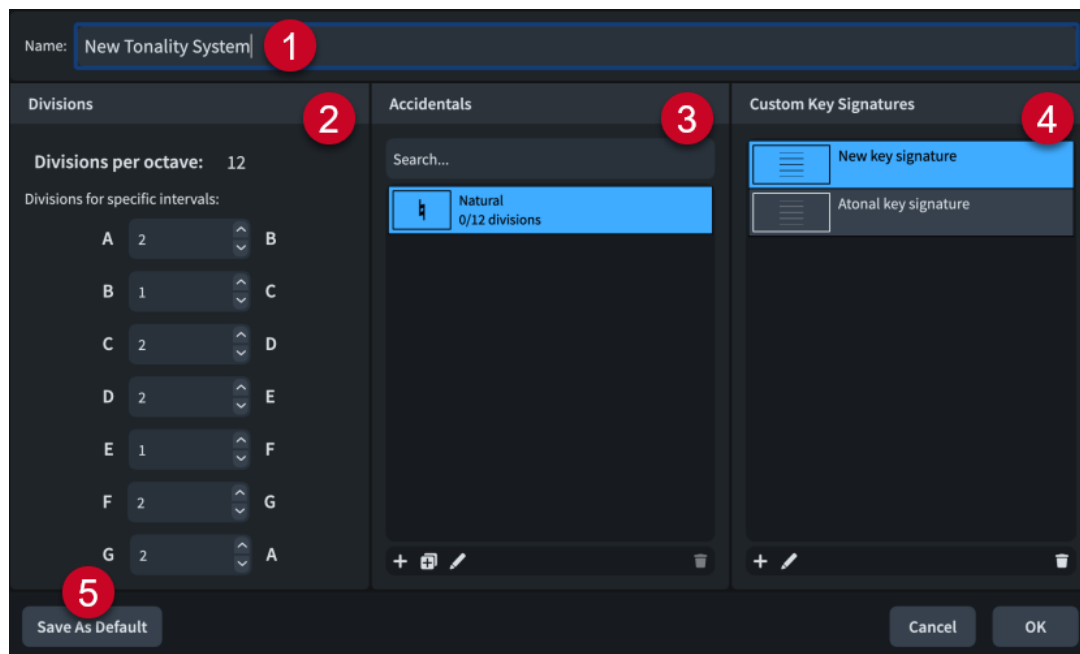 Name: New Tonality System 1
Divisions 2
Divisions per octave: 12
Divisions for specific intervals:
A 2 B
B 1 C
C 2 D
D 2 E
E 1 F
F 2 G
G 2 A
Accidentals 3
Search...
Natural
0/12 divisions
Custom Key Signatures 4
New key signature
Atonal key signature
5
Save As Default
Cancel OK